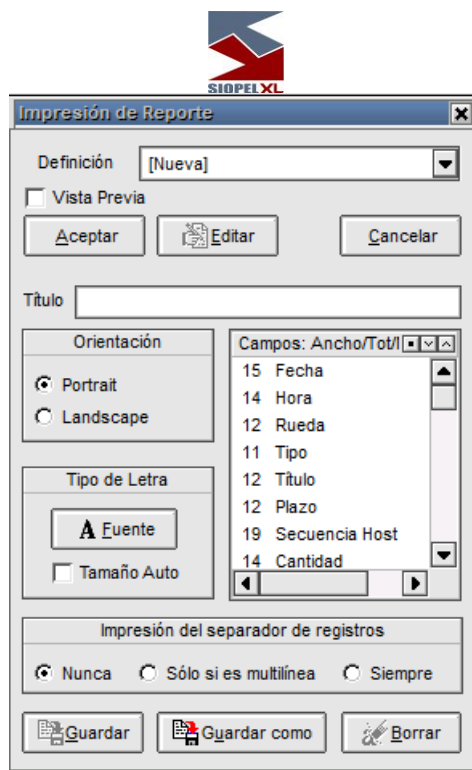 SIOPEL XL
Impresión de Reporte
Definición [Nueva]
Vista Previa
Aceptar Editar Cancelar
Título
Orientación
Portrait
Landscape
Tipo de Letra
A Fuente
Tamaño Auto
Campos: Ancho/Tot/
15 Fecha
14 Hora
12 Rueda
11 Tipo
12 Título
12 Plazo
19 Secuencia Host
14 Cantidad
Impresión del separador de registros
Nunca Sólo si es multilínea Siempre
Guardar Guardar como Borrar